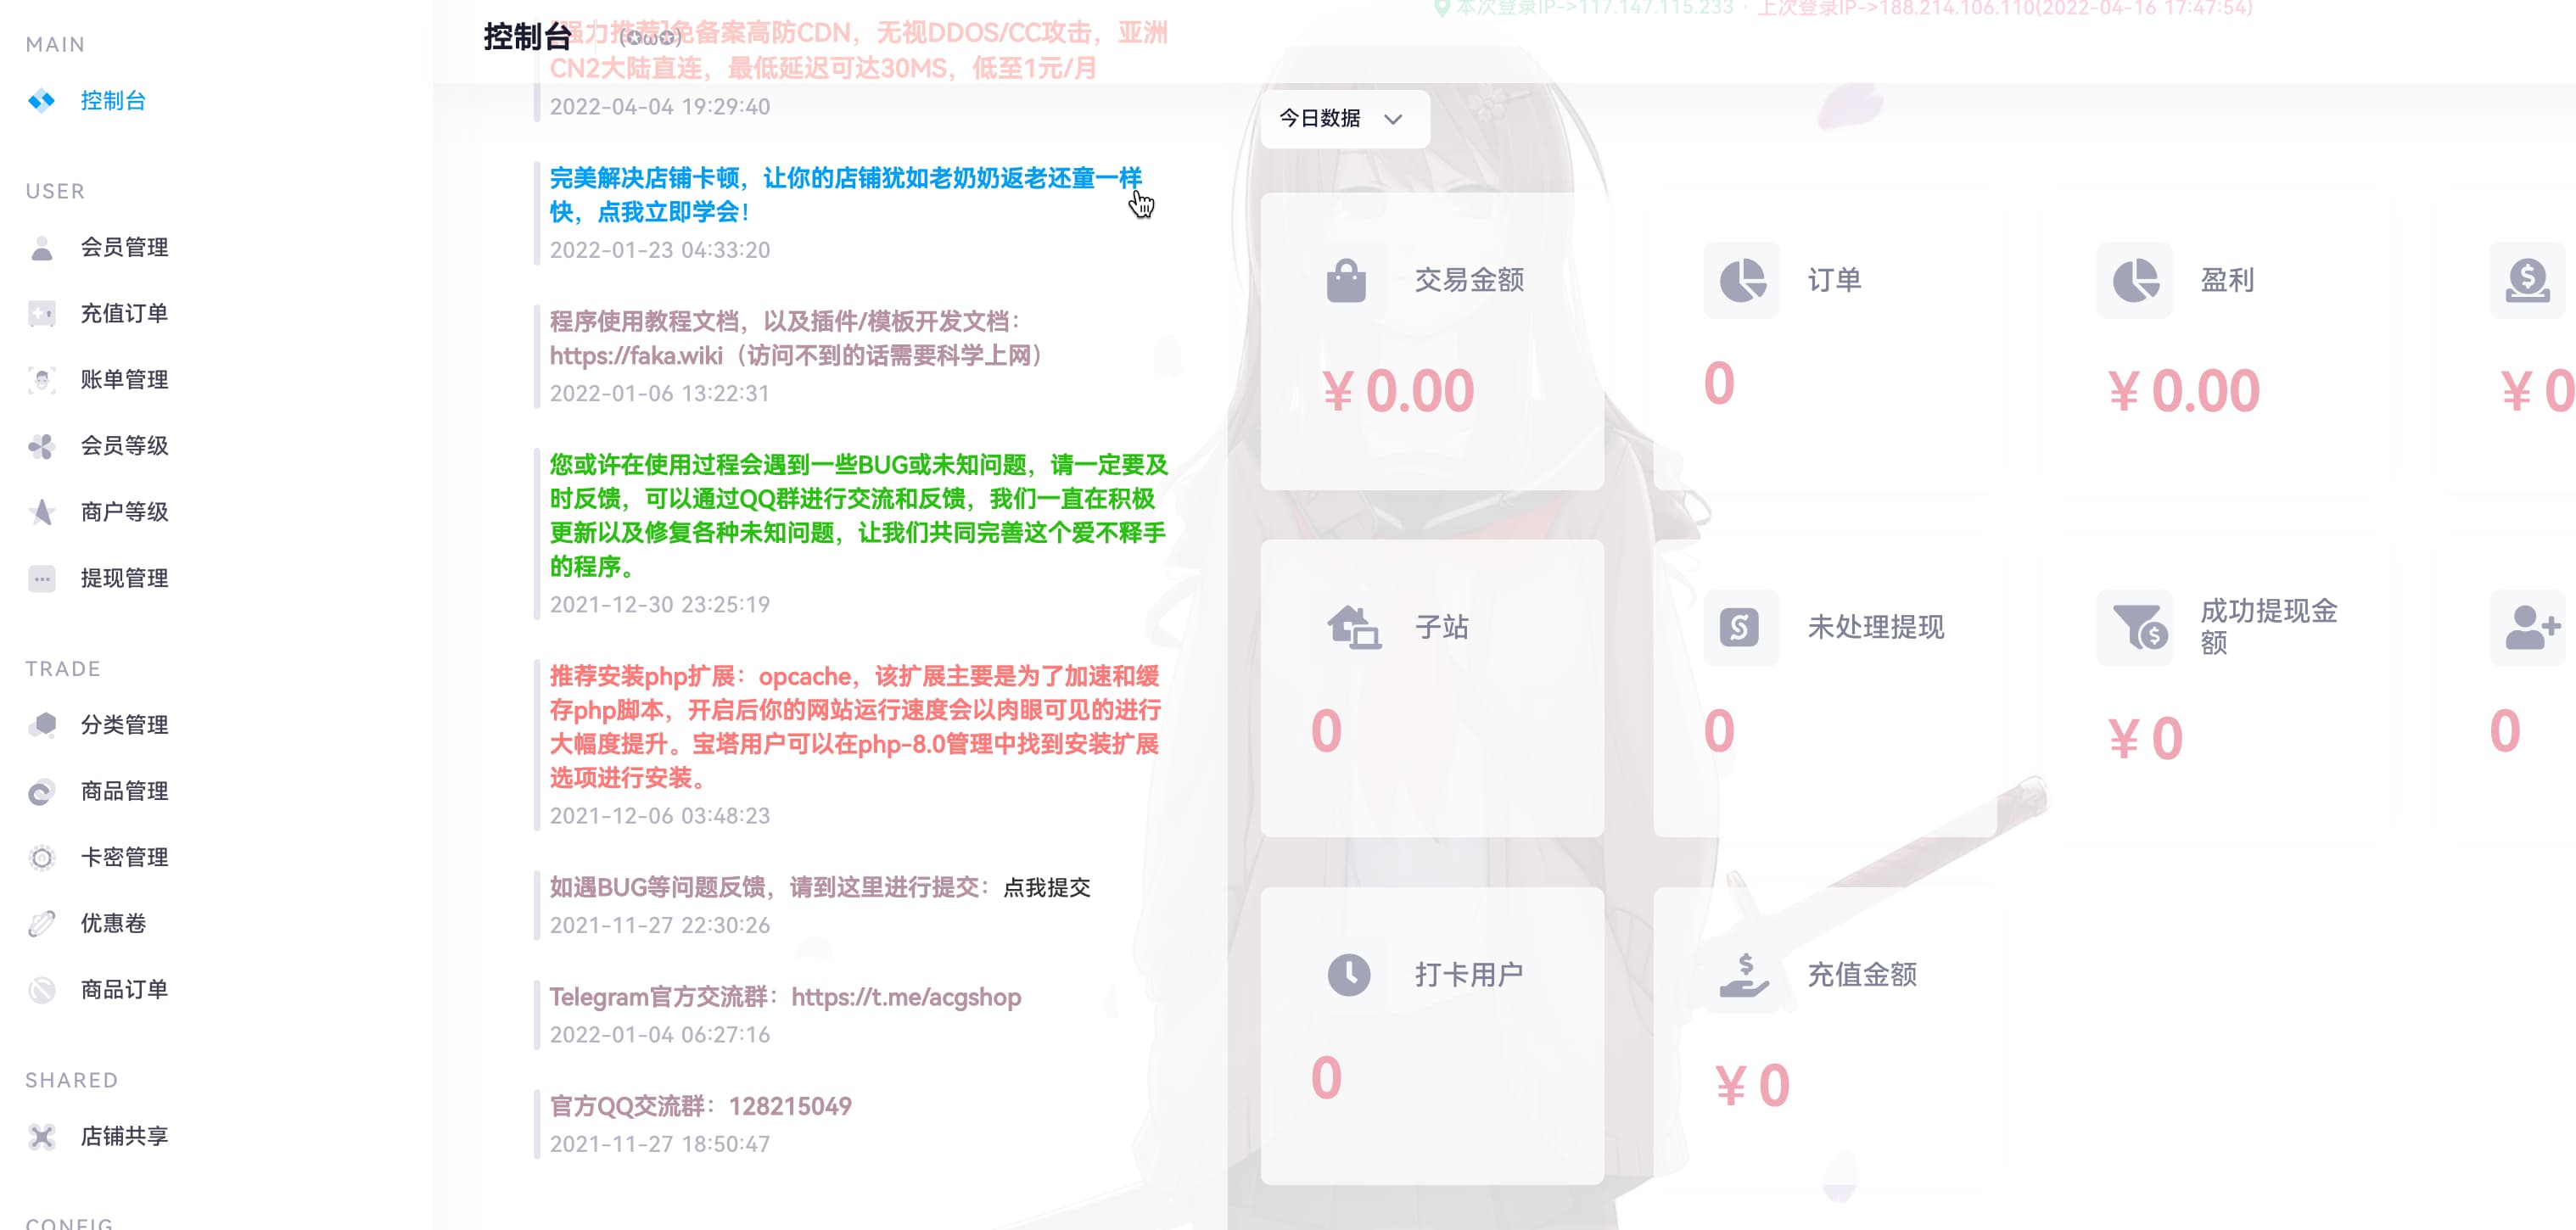 MAIN
控制台
USER
会员管理
充值订单
账单管理
会员等级
商户等级
提现管理
TRADE
分类管理
商品管理
卡密管理
优惠卷
商品订单
SHARED
店铺共享
CONFIG
控制台
(✪ω✪)
本次登录IP->117.147.115.233 · 上次登录IP->188.214.106.110(2022-04-16 17:47:54)
强力推荐]免备案高防CDN，无视DDOS/CC攻击，亚洲
CN2大陆直连，最低延迟可达30MS，低至1元/月
2022-04-04 19:29:40
完美解决店铺卡顿，让你的店铺犹如老奶奶返老还童一样
快，点我立即学会！
2022-01-23 04:33:20
程序使用教程文档，以及插件/模板开发文档：
https://faka.wiki（访问不到的话需要科学上网）
2022-01-06 13:22:31
您或许在使用过程会遇到一些BUG或未知问题，请一定要及
时反馈，可以通过QQ群进行交流和反馈，我们一直在积极
更新以及修复各种未知问题，让我们共同完善这个爱不释手
的程序。
2021-12-30 23:25:19
推荐安装php扩展：opcache，该扩展主要是为了加速和缓
存php脚本，开启后你的网站运行速度会以肉眼可见的进行
大幅度提升。宝塔用户可以在php-8.0管理中找到安装扩展
选项进行安装。
2021-12-06 03:48:23
如遇BUG等问题反馈，请到这里进行提交：点我提交
2021-11-27 22:30:26
Telegram官方交流群：https://t.me/acgshop
2022-01-04 06:27:16
官方QQ交流群：128215049
2021-11-27 18:50:47
今日数据
交易金额
￥0.00
订单
0
盈利
￥0.00
￥0
子站
0
未处理提现
0
成功提现金
额
￥0
0
打卡用户
0
充值金额
￥0